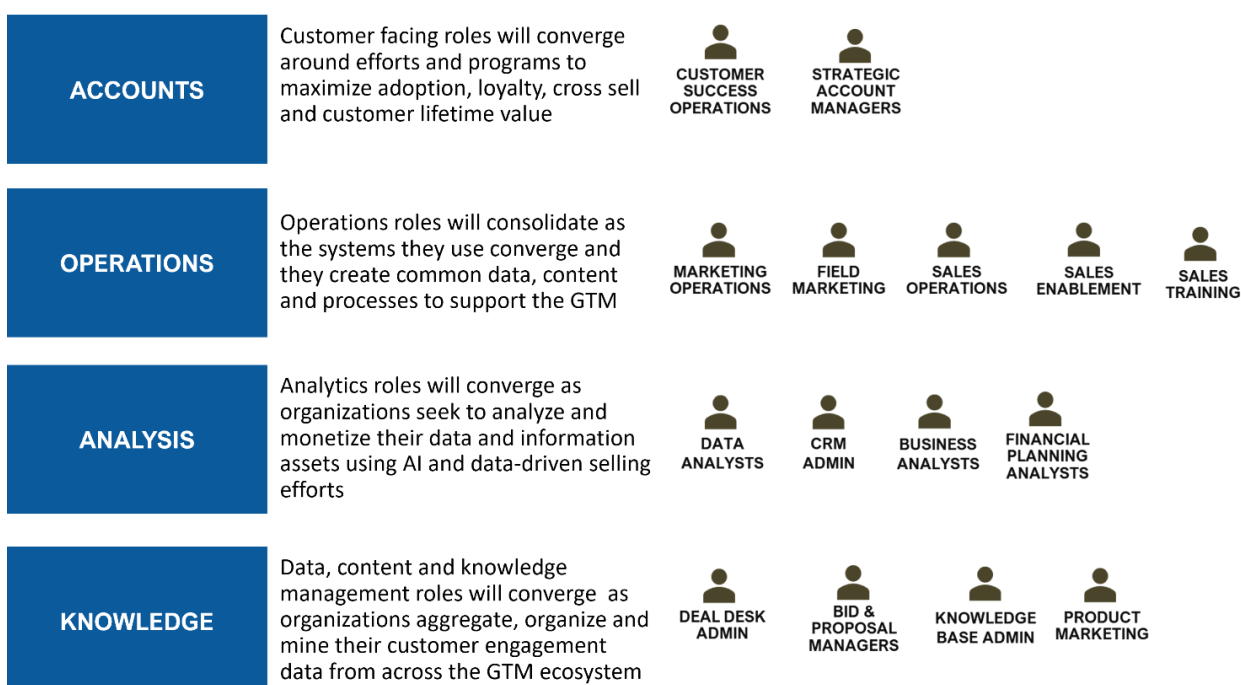 ACCOUNTS
Customer facing roles will converge
around efforts and programs to
maximize adoption, loyalty, cross sell
and customer lifetime value
CUSTOMER
SUCCESS
OPERATIONS
STRATEGIC
ACCOUNT
MANAGERS
OPERATIONS
Operations roles will consolidate as
the systems they use converge and
they create common data, content
and processes to support the GTM
MARKETING
OPERATIONS
FIELD
MARKETING
SALES
OPERATIONS
SALES
ENABLEMENT
SALES
TRAINING
ANALYSIS
Analytics roles will converge as
organizations seek to analyze and
monetize their data and information
assets using AI and data-driven selling
efforts
DATA
ANALYSTS
CRM
ADMIN
BUSINESS
ANALYSTS
FINANCIAL
PLANNING
ANALYSTS
KNOWLEDGE
Data, content and knowledge
management roles will converge  as
organizations aggregate, organize and
mine their customer engagement
data from across the GTM ecosystem
DEAL DESK
ADMIN
BID &
PROPOSAL
MANAGERS
KNOWLEDGE
BASE ADMIN
PRODUCT
MARKETING